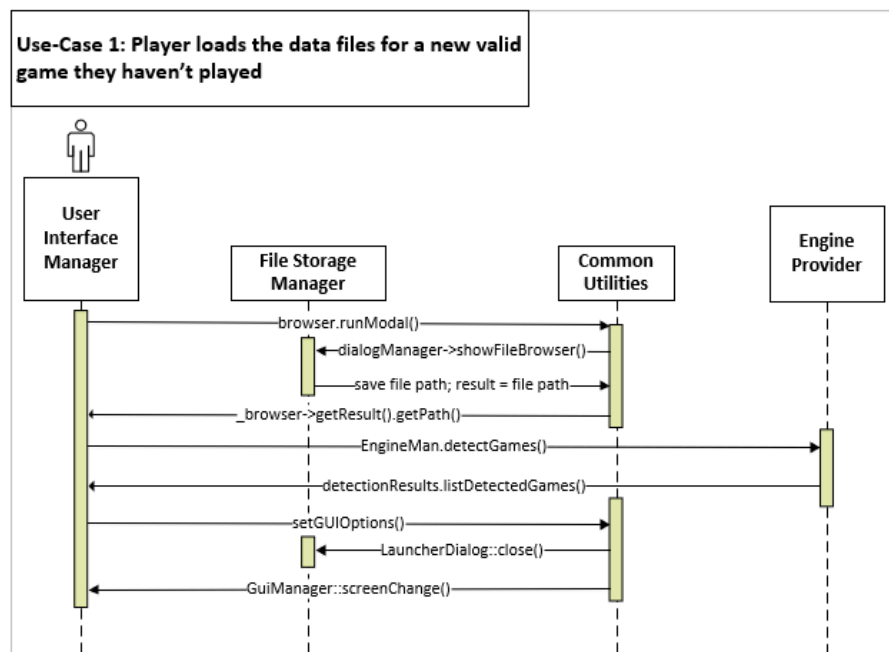 Use-Case 1: Player loads the data files for a new valid
game they haven't played
User
Interface
Manager
File Storage
Manager
Common
Utilities
Engine
Provider
browser.runModal()
dialogManager->showFileBrowser()
save file path; result = file path
_browser->getResult().getPath()
EngineMan.detectGames()
detectionResults.listDetectedGames()
setGUIOptions()
LauncherDialog::close()
GuiManager::screenChange()